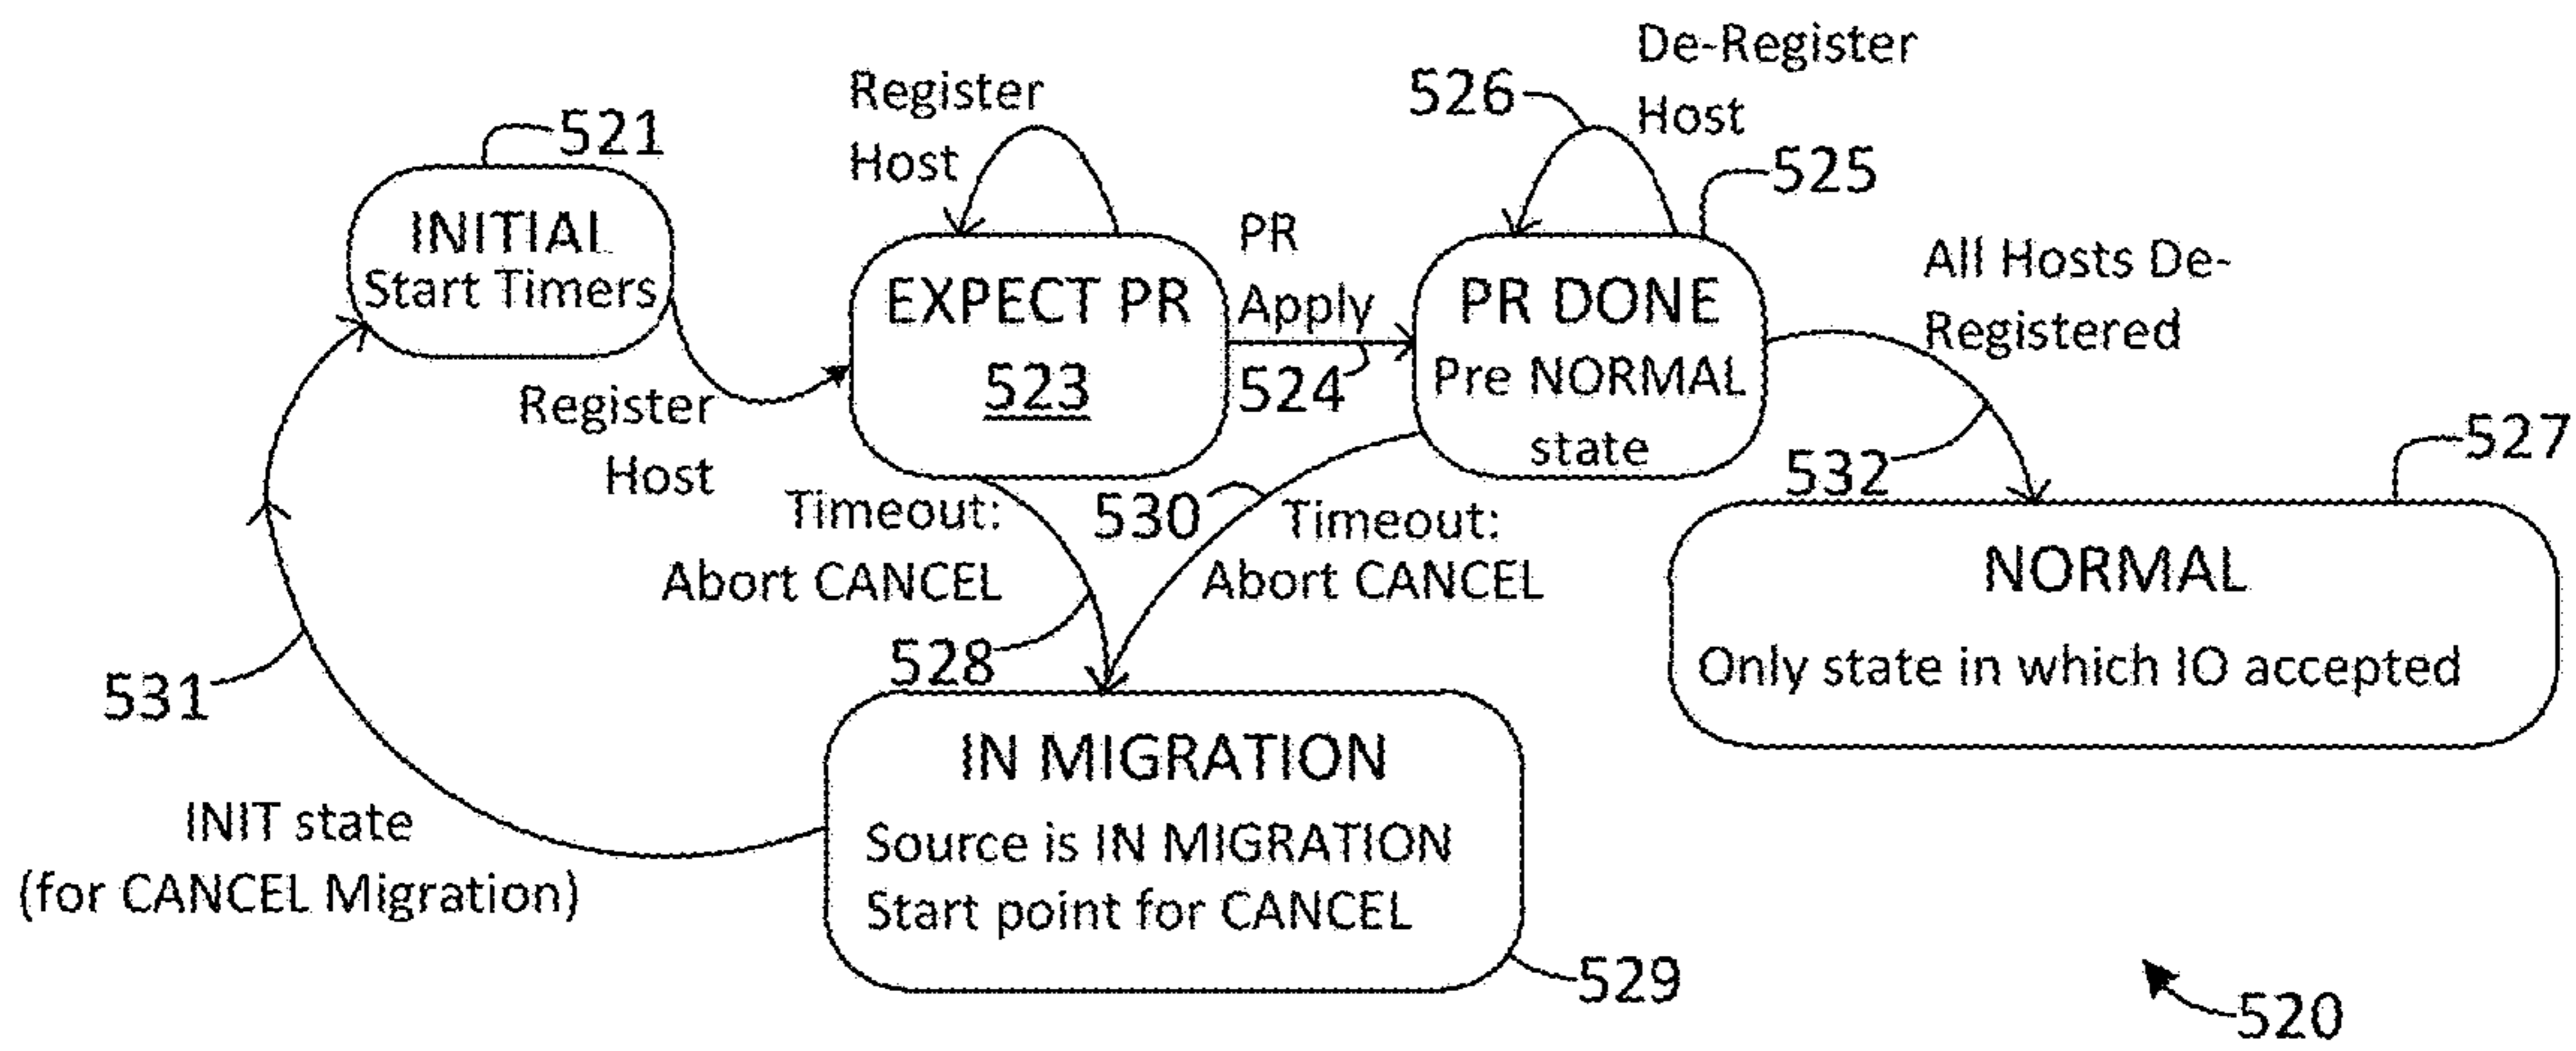 De-Register
Host
526
Register
Host
521
525
INITIAL
Start Timers
EXPECT PR
523
PR
Apply
524
PR DONE
Pre NORMAL
state
All Hosts De-
Registered
Register
Host
532
527
Timeout:
Abort CANCEL
530
Timeout:
Abort CANCEL
528
NORMAL
Only state in which IO accepted
531
IN MIGRATION
Source is IN MIGRATION
Start point for CANCEL
INIT state
(for CANCEL Migration)
529
520